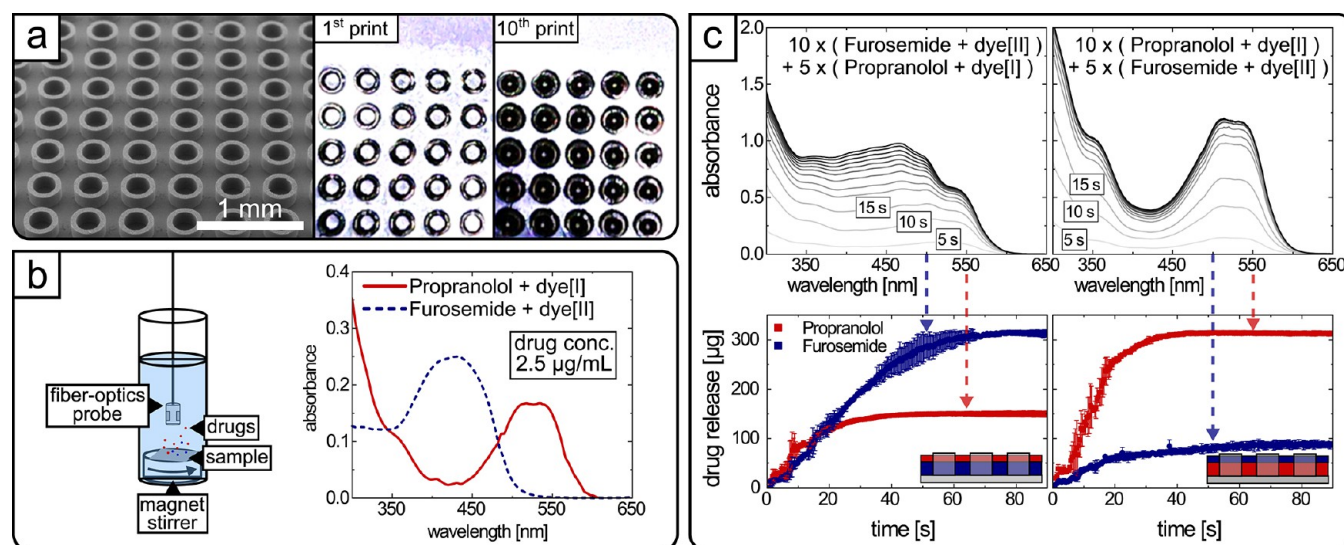 a
1st print
10th print
1 mm
b
fiber-optics
probe
drugs
sample
magnet
stirrer
0.4
0.3
0.2
0.1
0.0
absorbance
Propranolol + dye[I]
Furosemide + dye[II]
drug conc.
2.5 µg/mL
350 450 550 650
wavelength [nm]
c
2.0
1.5
1.0
0.5
0.0
absorbance
10 x ( Furosemide + dye[II] )
+ 5 x ( Propranolol + dye[I] )
15 s
10 s
5 s
350 450 550
wavelength [nm]
10 x ( Propranolol + dye[I] )
+ 5 x ( Furosemide + dye[II] )
15 s
10 s
5 s
350 450 550 650
wavelength [nm]
300
200
100
0
drug release [µg]
Propranolol
Furosemide
0 20 40 60 80
time [s]
0 20 40 60 80
time [s]